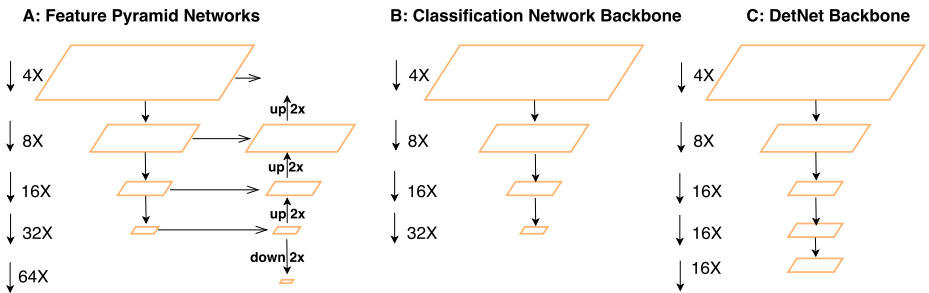 A: Feature Pyramid Networks
4X
up 2x
8X
up 2x
16X
up 2x
32X
down 2x
64X
B: Classification Network Backbone
4X
8X
16X
32X
C: DetNet Backbone
4X
8X
16X
16X
16X